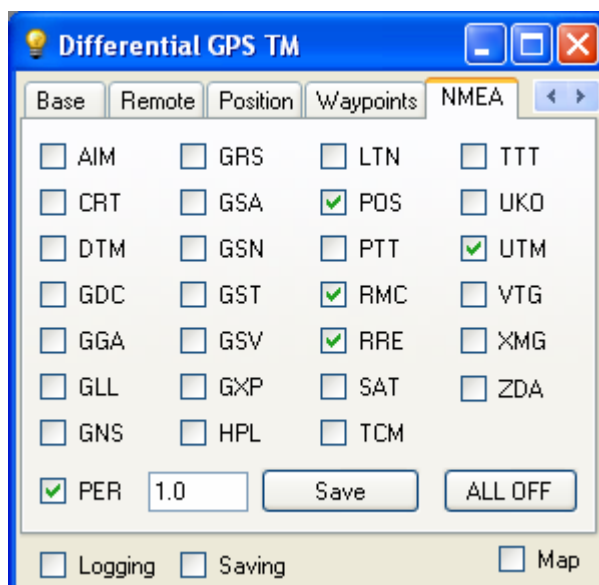 Differential GPS TM
Base Remote Position Waypoints NMEA
AIM GRS LTN TTT
CRT GSA POS UKO
DTM GSN PTT UTM
GDC GST RMC VTG
GGA GSV RRE XMG
GLL GXP SAT ZDA
GNS HPL TCM
PER 1.0 Save ALL OFF
Logging Saving Map